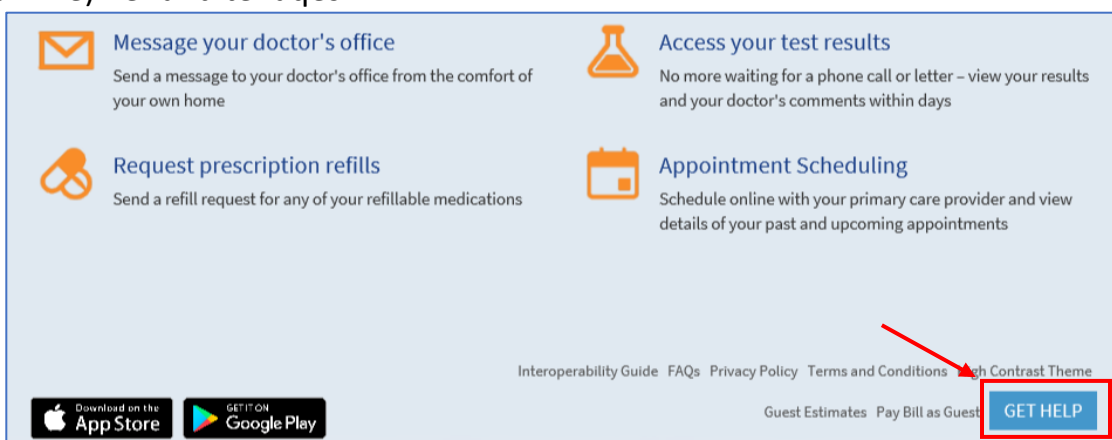 Message your doctor's office
Send a message to your doctor's office from the comfort of
your own home
Access your test results
No more waiting for a phone call or letter – view your results
and your doctor's comments within days
Request prescription refills
Send a refill request for any of your refillable medications
Appointment Scheduling
Schedule online with your primary care provider and view
details of your past and upcoming appointments
Interoperability Guide FAQs Privacy Policy Terms and Conditions High Contrast Theme
Download on the
App Store
GET IT ON
Google Play
Guest Estimates Pay Bill as Guest GET HELP